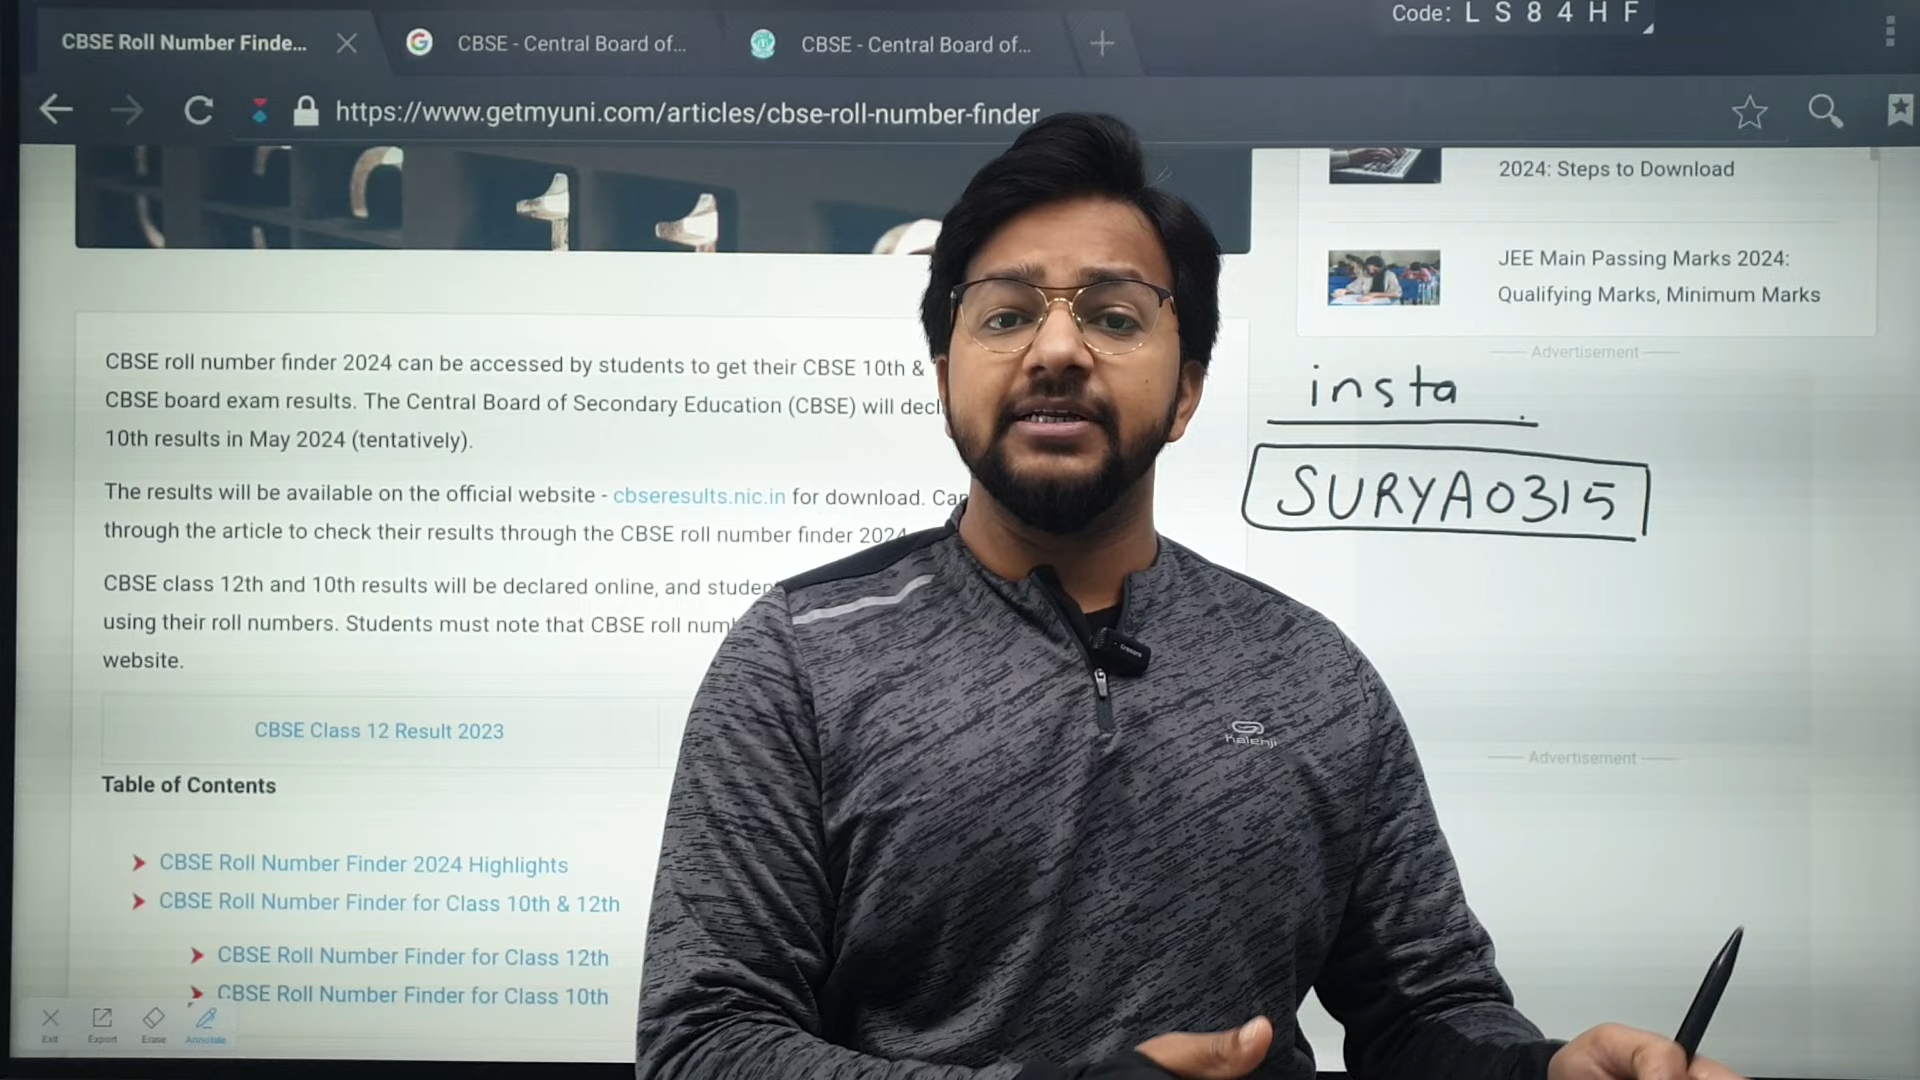 Code: L S 8 4 H F
CBSE Roll Number Finde...
CBSE - Central Board of...
CBSE - Central Board of...
https://www.getmyuni.com/articles/cbse-roll-number-finder
2024: Steps to Download
JEE Main Passing Marks 2024:
Qualifying Marks, Minimum Marks
Advertisement
CBSE roll number finder 2024 can be accessed by students to get their CBSE 10th &
CBSE board exam results. The Central Board of Secondary Education (CBSE) will
10th results in May 2024 (tentatively).
The results will be available on the official website - cbseresults.nic.in for download.
through the article to check their results through the CBSE roll number finder 2024
CBSE class 12th and 10th results will be declared online, and
using their roll numbers. Students must note that CBSE roll
website.
insta
SURYA0315
CBSE Class 12 Result 2023
Advertisement
Table of Contents
CBSE Roll Number Finder 2024 Highlights
CBSE Roll Number Finder for Class 10th & 12th
CBSE Roll Number Finder for Class 12th
CBSE Roll Number Finder for Class 10th
Exit
Export
Erase
Annotate
Kalenji